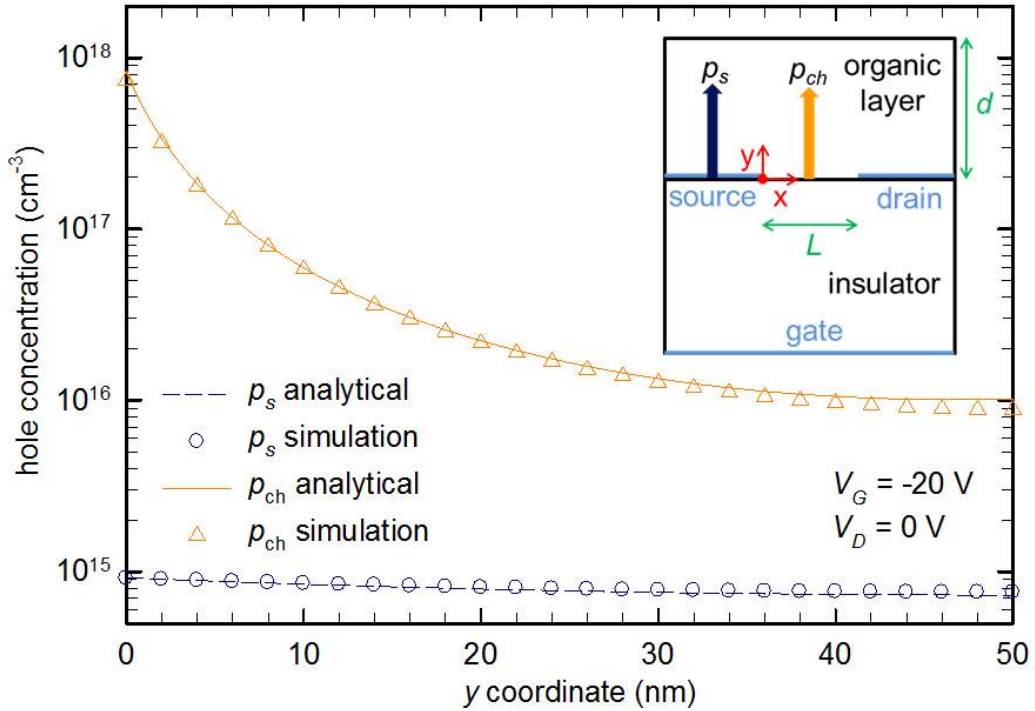 10^18
10^17
10^16
10^15
hole concentration (cm^-3)
0
10
20
30
40
50
y coordinate (nm)
p_s analytical
p_s simulation
p_ch analytical
p_ch simulation
V_G = -20 V
V_D = 0 V
p_s
p_ch
organic
layer
d
y
x
source
drain
L
insulator
gate